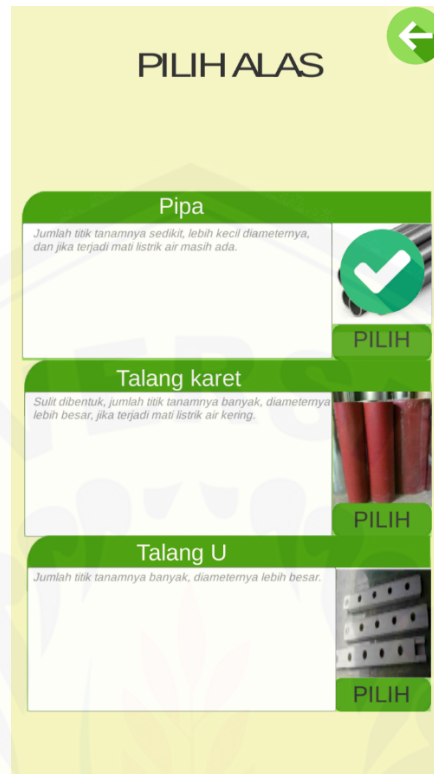 PILIH ALAS
Pipa
Jumlah titik tanamnya sedikit, lebih kecil diameternya,
dan jika terjadi mati listrik air masih ada.
PILIH
Talang karet
Sulit dibentuk, jumlah titik tanamnya banyak, diameternya
lebih besar, jika terjadi mati listrik air kering.
PILIH
Talang U
Jumlah titik tanamnya banyak, diameternya lebih besar.
PILIH